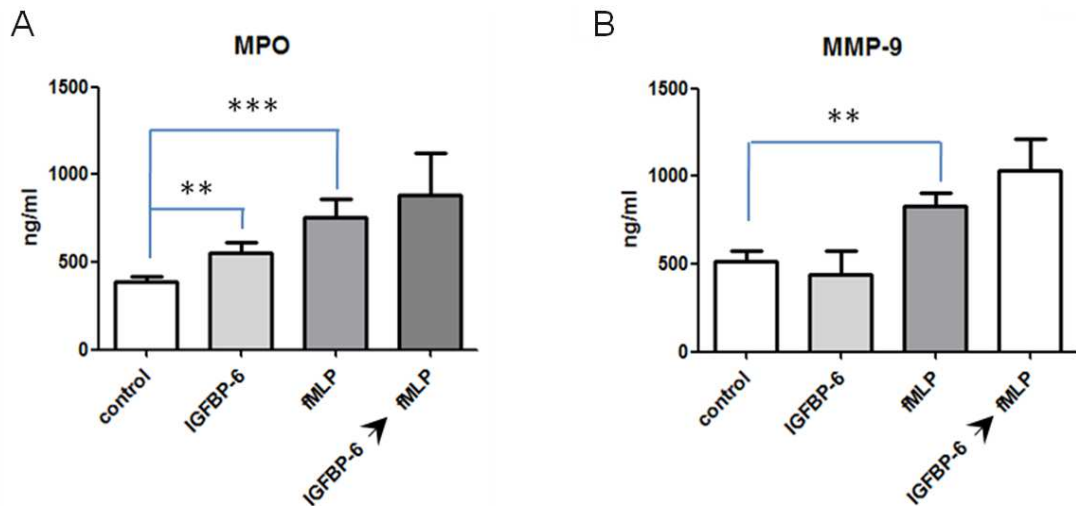 A
MPO
1500
1000
500
0
ng/ml
***
**
control
IGFBP-6
fMLP
IGFBP-6 fMLP
B
MMP-9
1500
1000
500
0
ng/ml
**
control
IGFBP-6
fMLP
IGFBP-6 fMLP